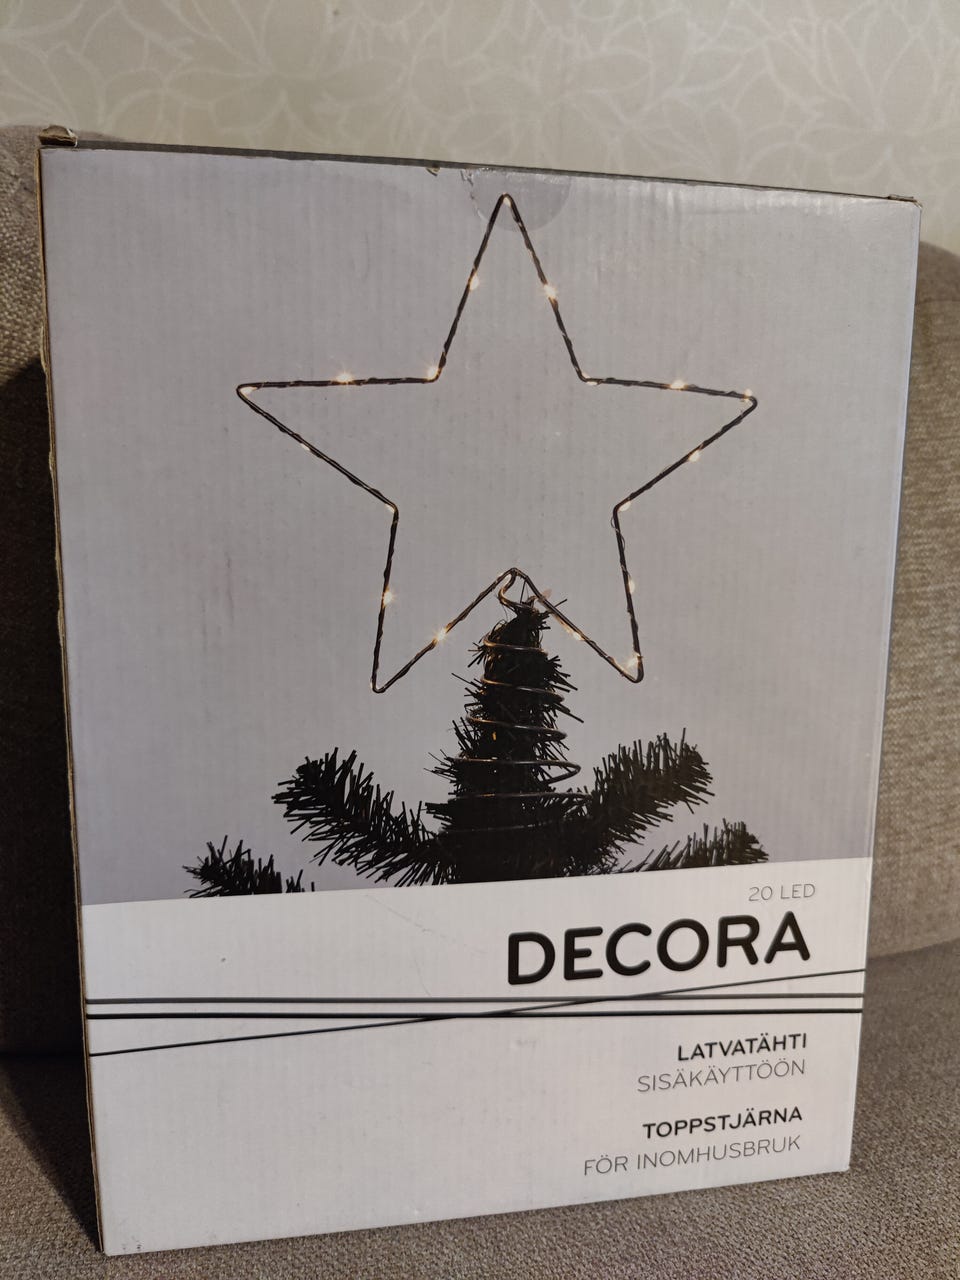 20 LED
DECORA
LATVATÄHTI
SISÄKÄYTTÖÖN
TOPPSTJÄRNA
FÖR INOMHUSBRUK